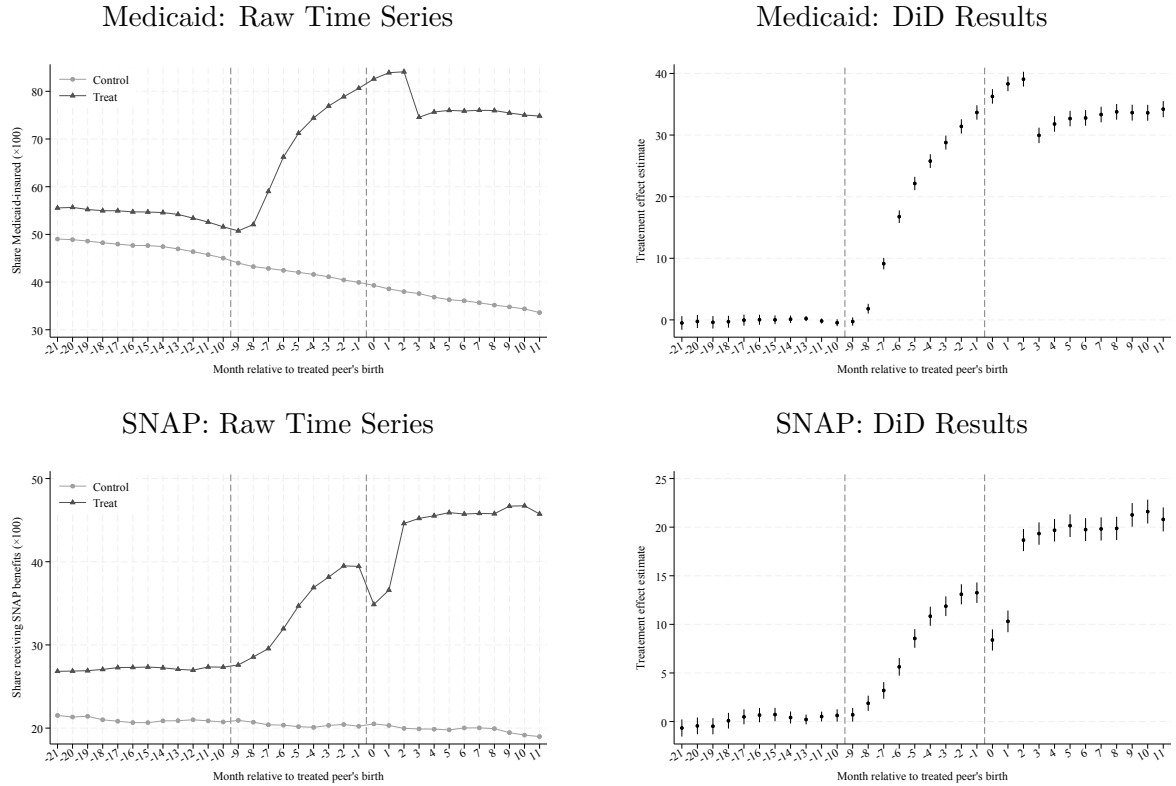 Medicaid: Raw Time Series
Share Medicaid-insured (×100)
80
70
60
50
40
30
Control
Treat
-21 -20 -19 -18 -17 -16 -15 -14 -13 -12 -11 -10 -9 -8 -7 -6 -5 -4 -3 -2 -1 0 1 2 3 4 5 6 7 8 9 10 11
Month relative to treated peer's birth
Medicaid: DiD Results
Treatement effect estimate
40
30
20
10
0
-21 -20 -19 -18 -17 -16 -15 -14 -13 -11 -10 -9 -8 -7 -6 -5 -4 -3 -2 -1 0 1 2 3 4 5 6 7 8 9 10 11
Month relative to treated peer's birth
SNAP: Raw Time Series
Share receiving SNAP benefits (×100)
50
40
30
20
Control
Treat
-21 -20 -19 -18 -17 -16 -15 -14 -13 -12 -11 -10 -9 -8 -7 -6 -5 -4 -3 -2 -1 0 1 2 3 4 5 6 7 8 9 10 11
Month relative to treated peer's birth
SNAP: DiD Results
Treatement effect estimate
25
20
15
10
5
0
-21 -20 -19 -18 -17 -16 -15 -14 -13 -11 -10 -9 -8 -7 -6 -5 -4 -3 -2 -1 0 1 2 3 4 5 6 7 8 9 10 11
Month relative to treated peer's birth